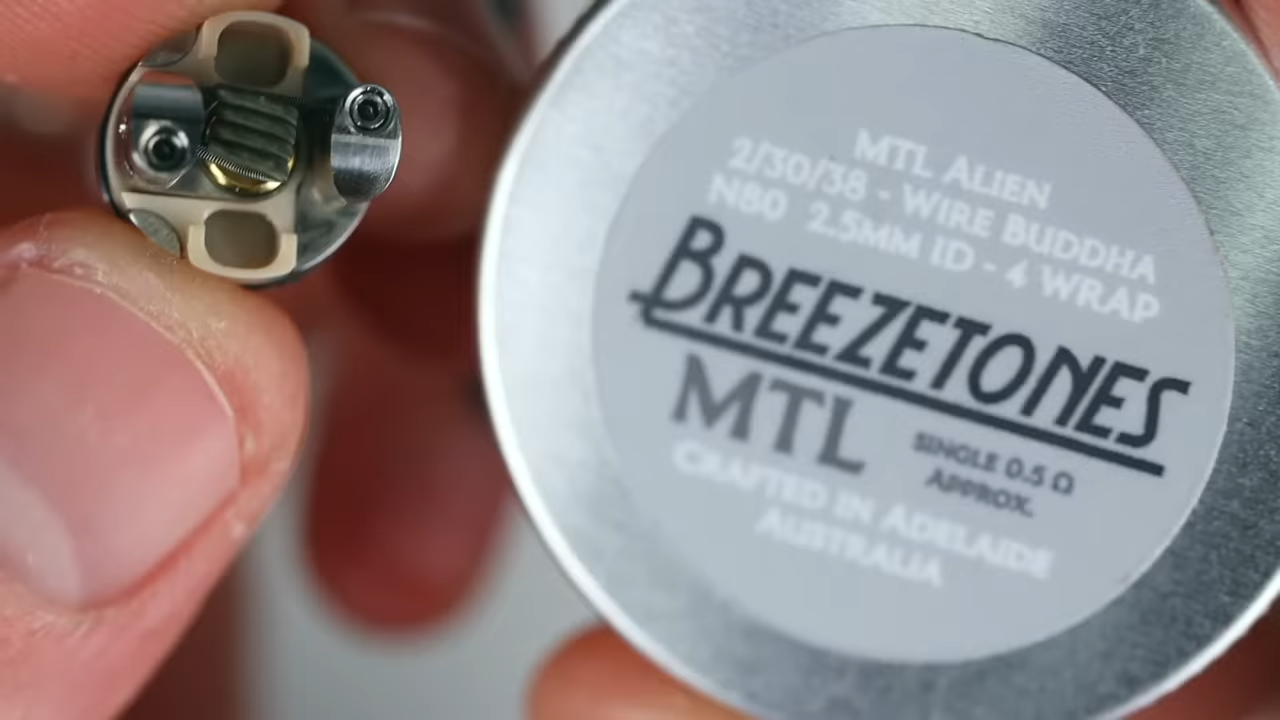 MTL ALIEN
2/30/38 - WIRE BUDDHA
N80 2.5MM ID - 4 WRAP
BREEZETONES
MTL
SINGLE 0.5 Ω
APPROX.
CRAFTED IN ADELAIDE
AUSTRALIA